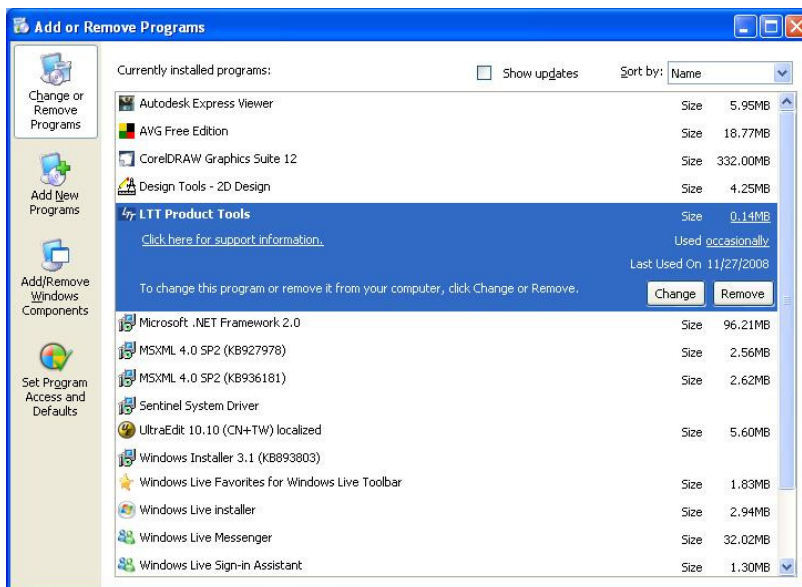 Add or Remove Programs
Change or
Remove
Programs
Add New
Programs
Add/Remove
Windows
Components
Set Program
Access and
Defaults
Currently installed programs:
Show updates
Sort by: Name
Autodesk Express Viewer Size 5.95MB
AVG Free Edition Size 18.77MB
CorelDRAW Graphics Suite 12 Size 332.00MB
Design Tools - 2D Design Size 4.25MB
LTT Product Tools Size 0.14MB
Click here for support information. Used occasionally
Last Used On 11/27/2008
To change this program or remove it from your computer, click Change or Remove. Change Remove
Microsoft .NET Framework 2.0 Size 96.21MB
MSXML 4.0 SP2 (KB927978) Size 2.56MB
MSXML 4.0 SP2 (KB936181) Size 2.62MB
Sentinel System Driver
UltraEdit 10.10 (CN+TW) localized Size 5.60MB
Windows Installer 3.1 (KB893803)
Windows Live Favorites for Windows Live Toolbar Size 1.83MB
Windows Live installer Size 2.94MB
Windows Live Messenger Size 32.02MB
Windows Live Sign-in Assistant Size 1.30MB